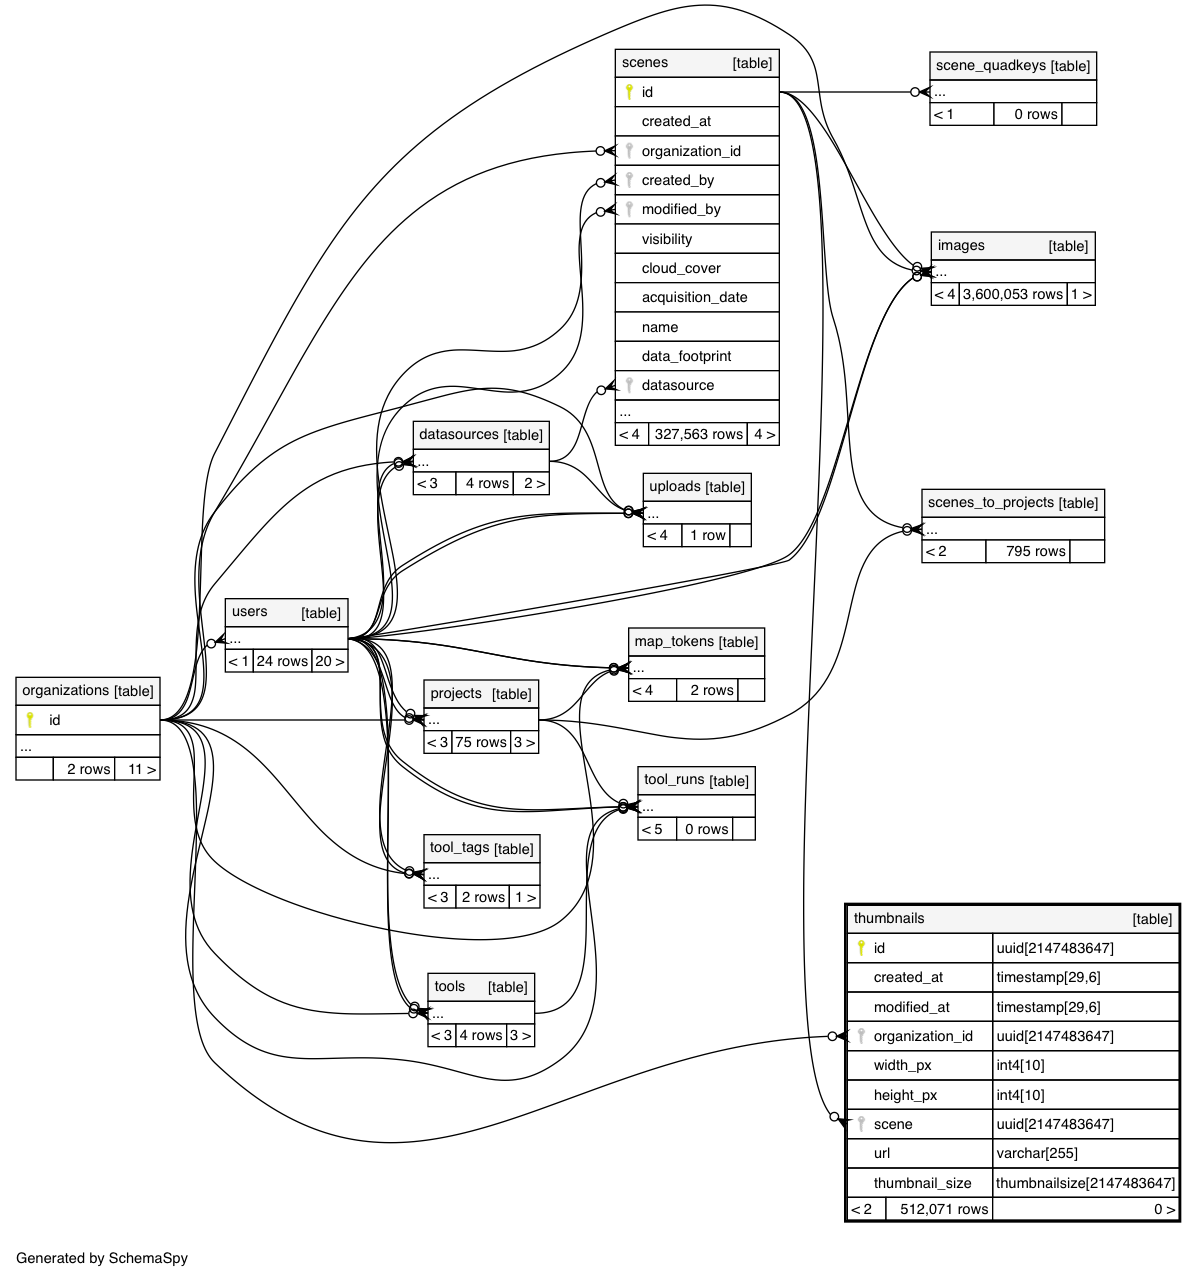 scenes [table]
id
created_at
organization_id
created_by
modified_by
visibility
cloud_cover
acquisition_date
name
data_footprint
datasource
...
< 4 327,563 rows 4 >
scene_quadkeys [table]
...
< 1 0 rows
images [table]
...
< 4 3,600,053 rows 1 >
datasources [table]
...
< 3 4 rows 2 >
uploads [table]
...
< 4 1 row
scenes_to_projects [table]
...
< 2 795 rows
users [table]
...
< 1 24 rows 20 >
map_tokens [table]
...
< 4 2 rows
organizations [table]
id
...
2 rows 11 >
projects [table]
...
< 3 75 rows 3 >
tool_runs [table]
...
< 5 0 rows
tool_tags [table]
...
< 3 2 rows 1 >
tools [table]
...
< 3 4 rows 3 >
thumbnails [table]
id uuid[2147483647]
created_at timestamp[29,6]
modified_at timestamp[29,6]
organization_id uuid[2147483647]
width_px int4[10]
height_px int4[10]
scene uuid[2147483647]
url varchar[255]
thumbnail_size thumbnailsize[2147483647]
< 2 512,071 rows 0 >
Generated by SchemaSpy